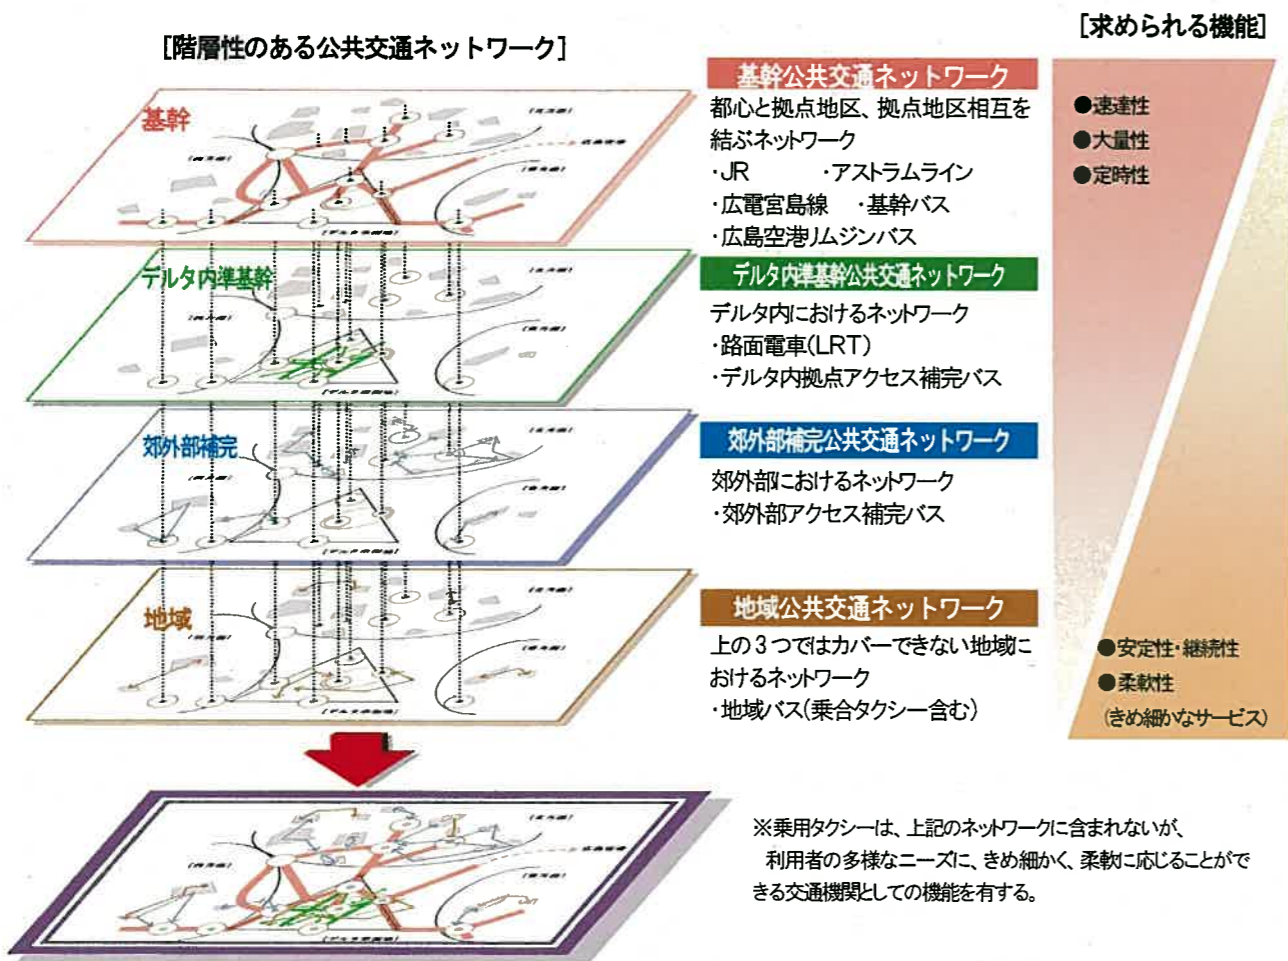 [階層性のある公共交通ネットワーク]
[求められる機能]
基幹
デルタ内準基幹
郊外部補完
地域
基幹公共交通ネットワーク
都心と拠点地区、拠点地区相互を
結ぶネットワーク
・JR ・アストラムライン
・広電宮島線 ・基幹バス
・広島空港リムジンバス
デルタ内準基幹公共交通ネットワーク
デルタ内におけるネットワーク
・路面電車(LRT)
・デルタ内拠点アクセス補完バス
郊外部補完公共交通ネットワーク
郊外部におけるネットワーク
・郊外部アクセス補完バス
地域公共交通ネットワーク
上の3つではカバーできない地域に
おけるネットワーク
・地域バス(乗合タクシー含む)
●速達性
●大量性
●定時性
●安定性・継続性
●柔軟性
(きめ細かなサービス)
※乗用タクシーは、上記のネットワークに含まれないが、
利用者の多様なニーズに、きめ細かく、柔軟に応じることがで
きる交通機関としての機能を有する。